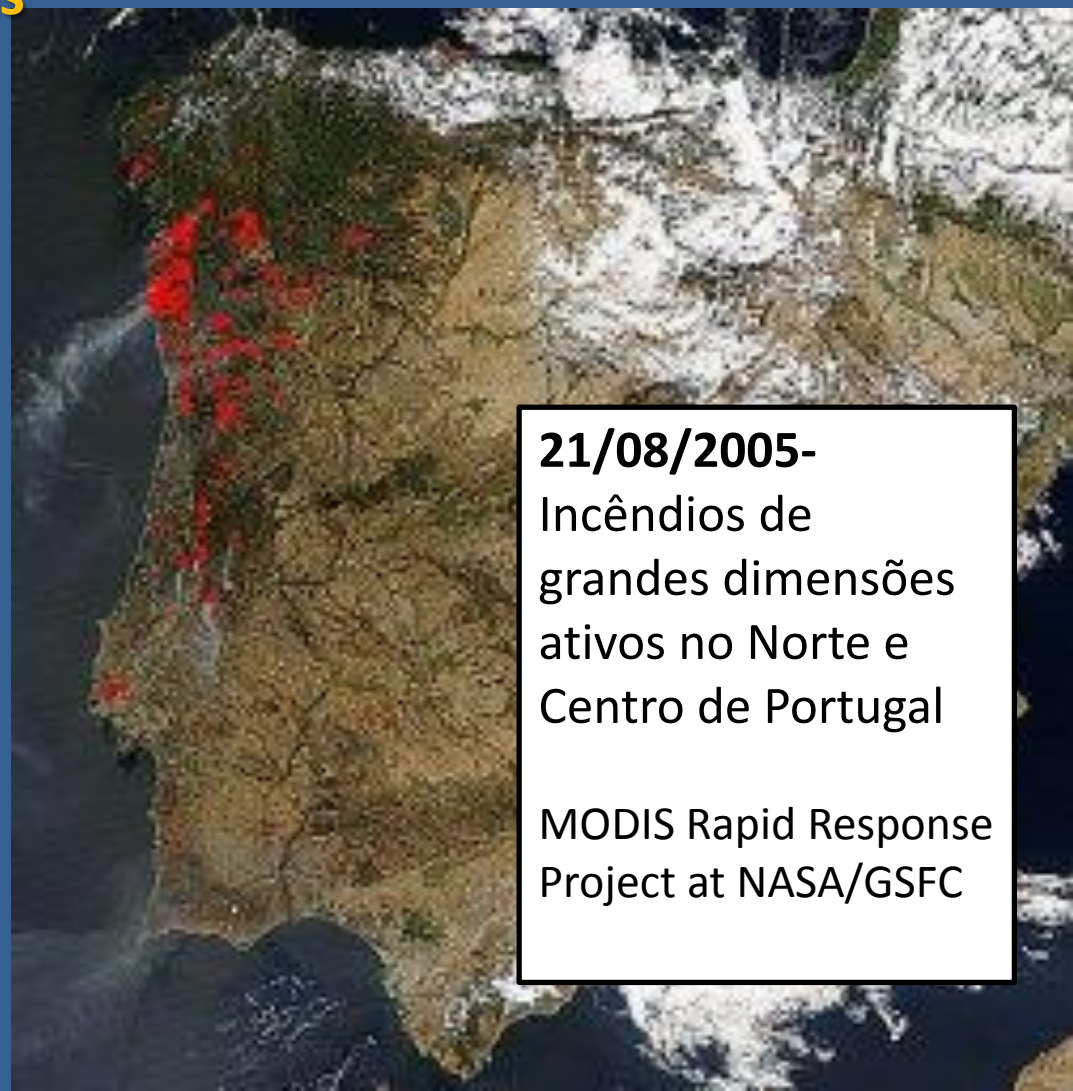 s
21/08/2005-
Incêndios de
grandes dimensões
ativos no Norte e
Centro de Portugal
MODIS Rapid Response
Project at NASA/GSFC